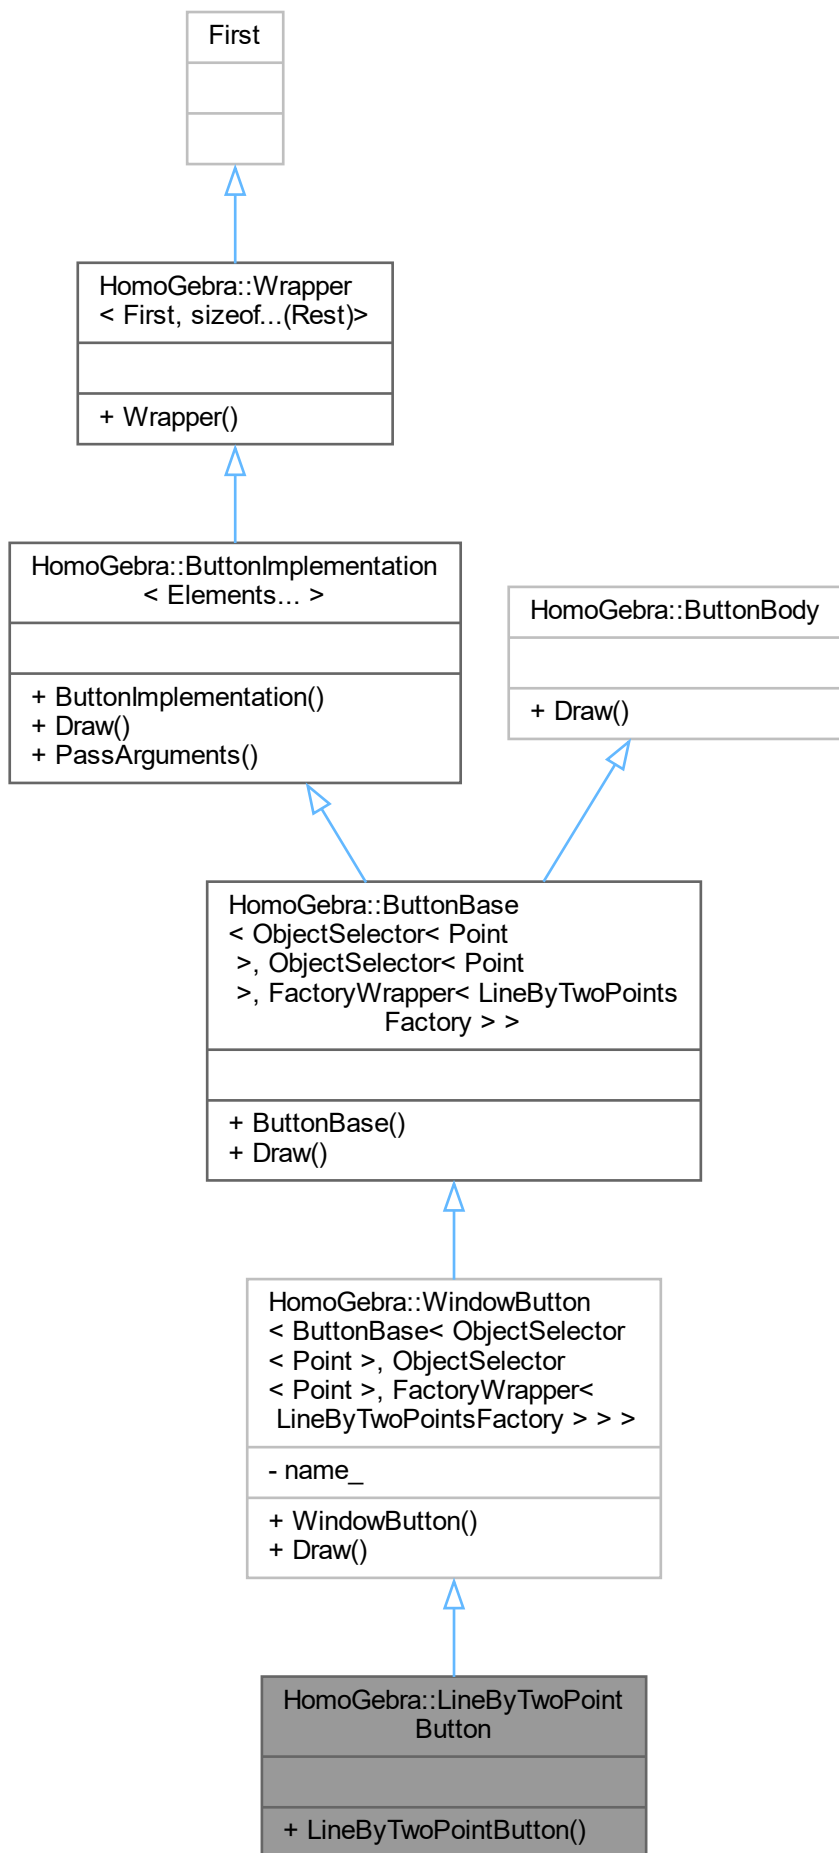 First
HomoGebra::Wrapper
< First, sizeof...(Rest)>
+ Wrapper()
HomoGebra::ButtonImplementation
< Elements... >
+ ButtonImplementation()
+ Draw()
+ PassArguments()
HomoGebra::ButtonBody
+ Draw()
HomoGebra::ButtonBase
< ObjectSelector< Point
>, ObjectSelector< Point
>, FactoryWrapper< LineByTwoPoints
Factory > >
+ ButtonBase()
+ Draw()
HomoGebra::WindowButton
< ButtonBase< ObjectSelector
< Point >, ObjectSelector
< Point >, FactoryWrapper<
LineByTwoPointsFactory > > >
- name_
+ WindowButton()
+ Draw()
HomoGebra::LineByTwoPoint
Button
+ LineByTwoPointButton()